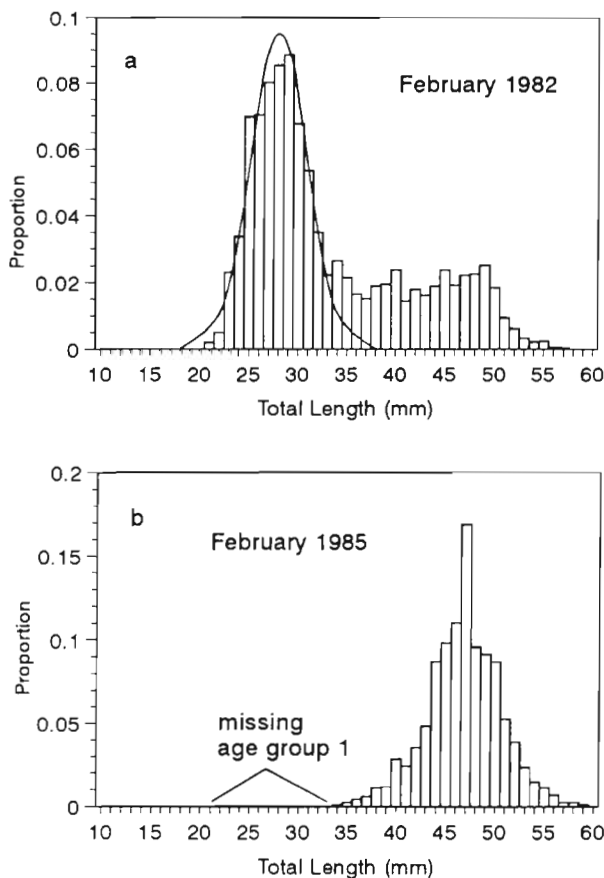 0.1
a
February 1982
0.08
0.06
Proportion
0.04
0.02
0
10 15 20 25 30 35 40 45 50 55 60
Total Length (mm)
0.2
b
February 1985
0.15
Proportion
0.1
missing
age group 1
0.05
0
10 15 20 25 30 35 40 45 50 55 60
Total Length (mm)